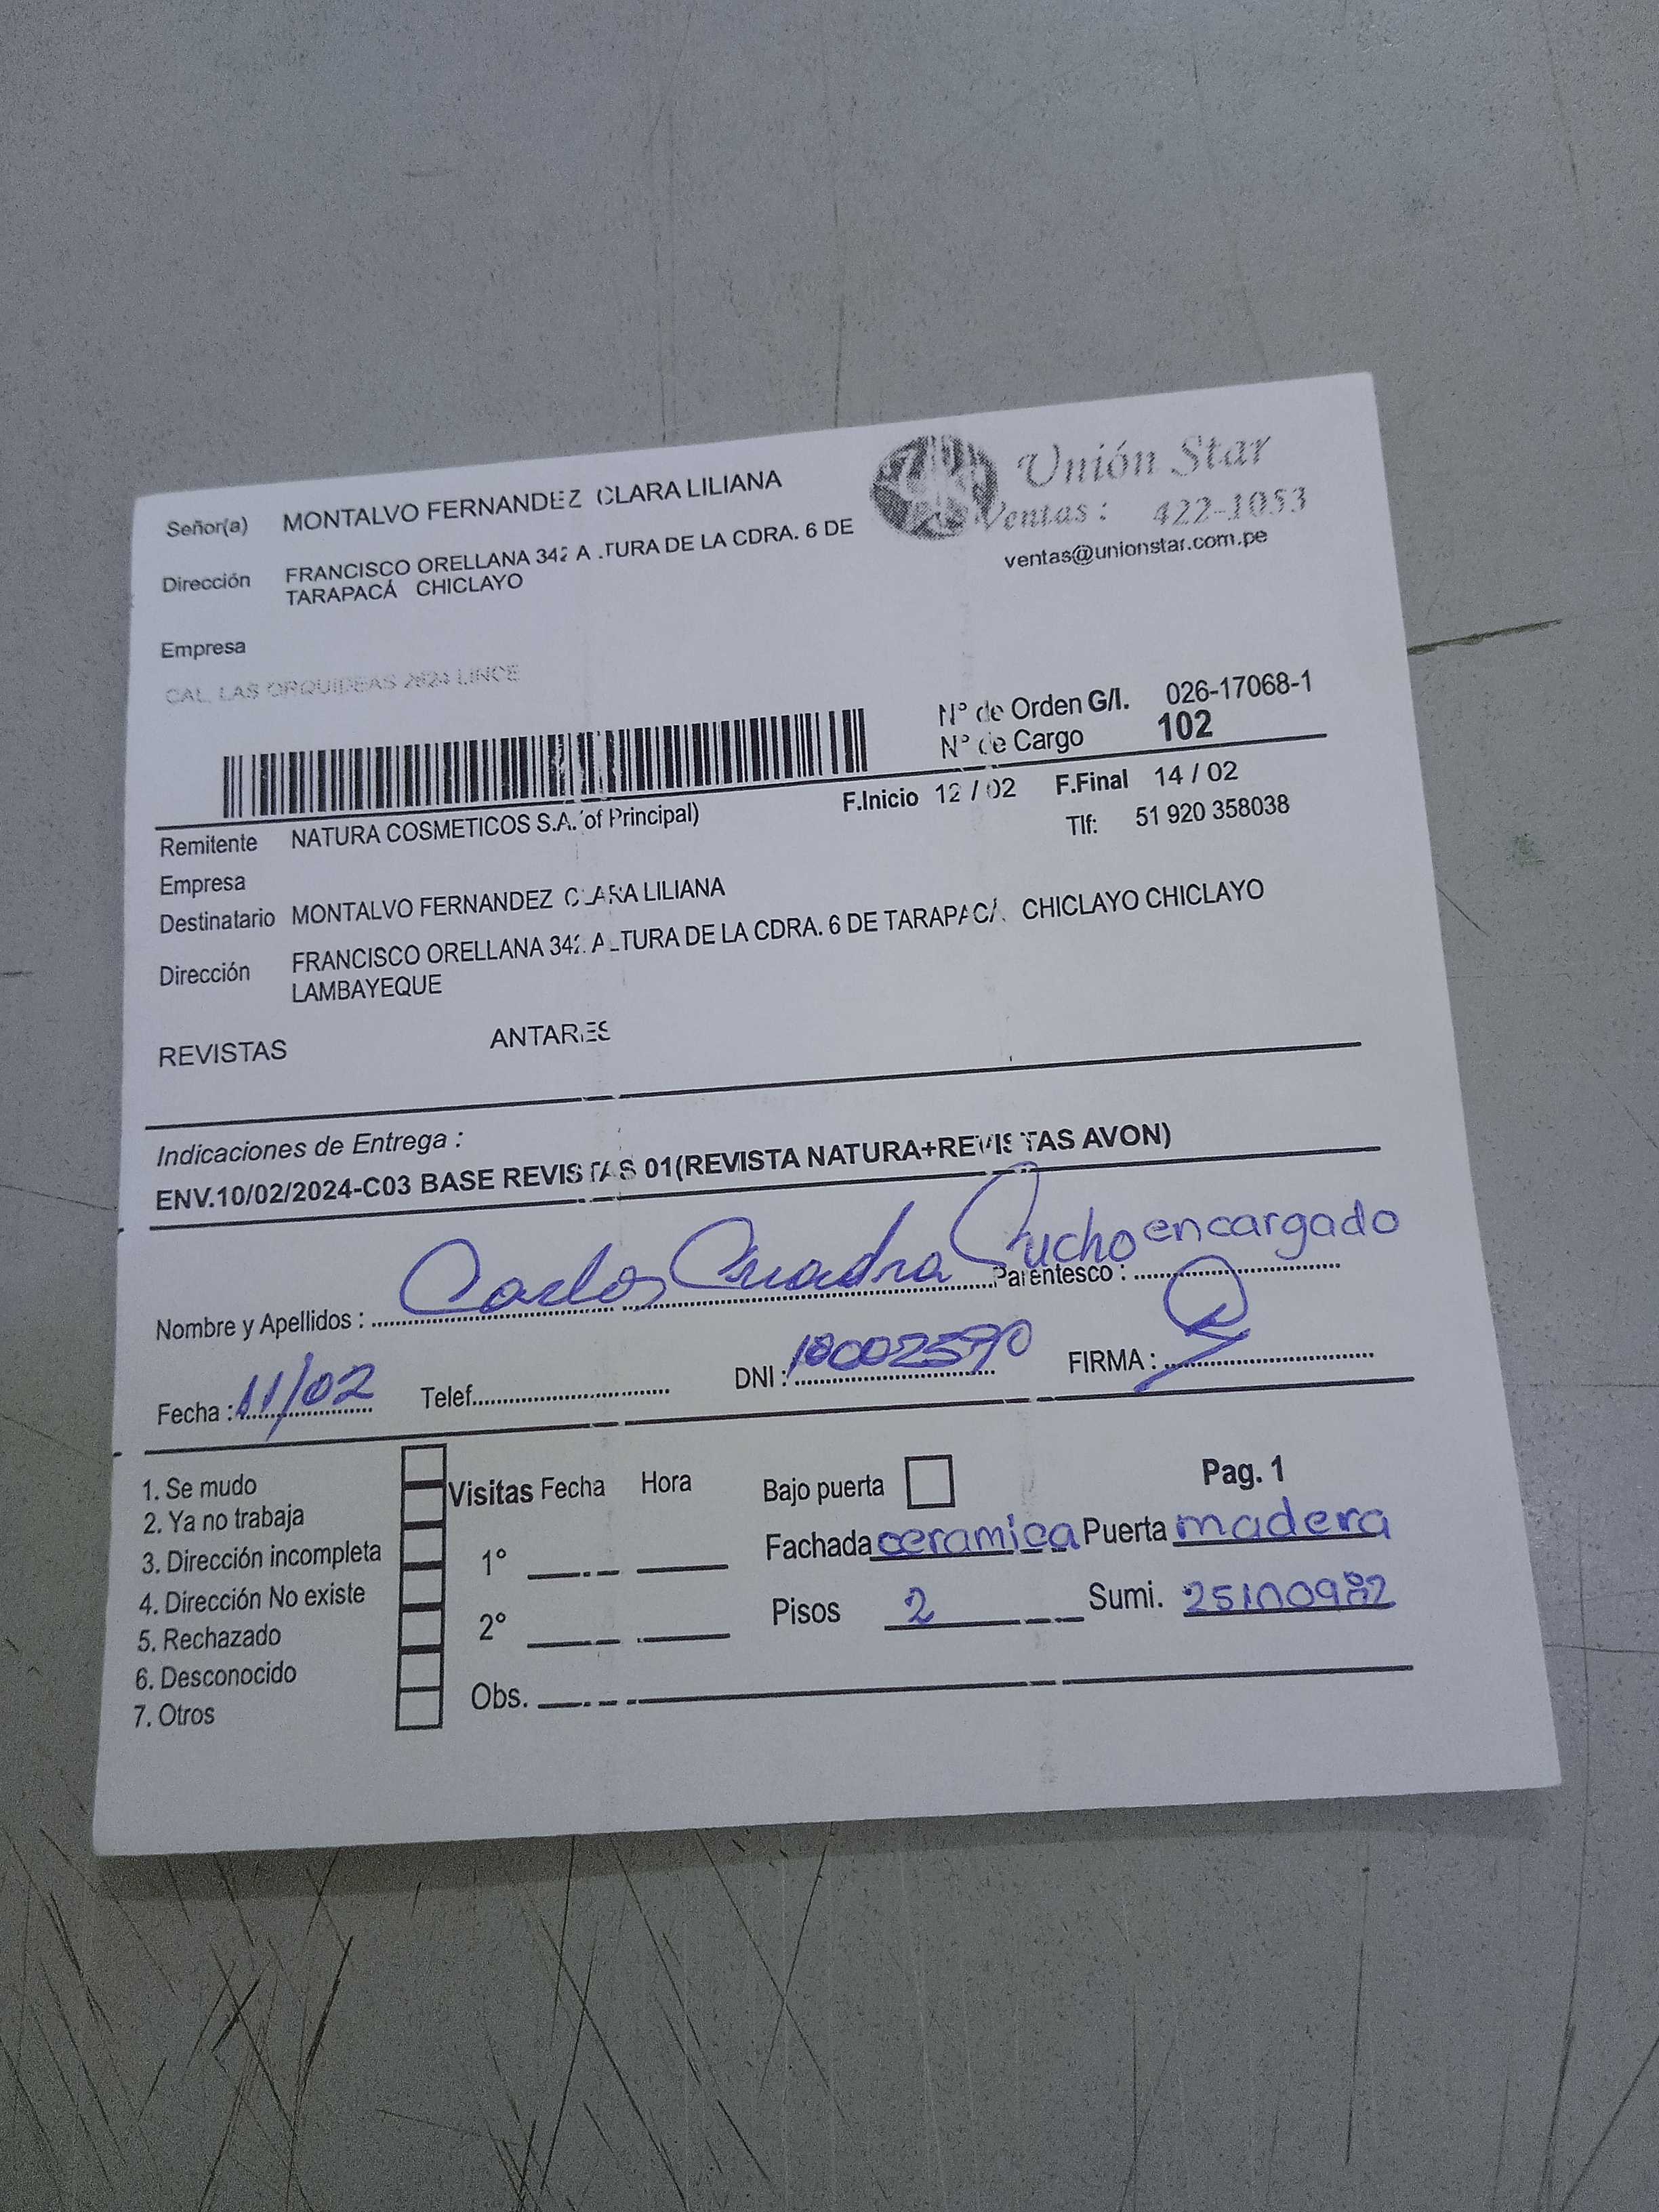 Unión Star
Ventas : 422-1053
ventas@unionstar.com.pe
Señor(a) MONTALVO FERNANDEZ CLARA LILIANA
Dirección FRANCISCO ORELLANA 342 ALTURA DE LA CDRA. 6 DE
TARAPACÁ CHICLAYO
Empresa
CAL. LAS ORQUIDEAS 2624 LINCE
N° de Orden G/I. 026-17068-1
N° de Cargo 102
F.Inicio 12 / 02 F.Final 14 / 02
Remitente NATURA COSMETICOS S.A. (of Principal) Tlf: 51 920 358038
Empresa
Destinatario MONTALVO FERNANDEZ CLARA LILIANA
Dirección FRANCISCO ORELLANA 342 ALTURA DE LA CDRA. 6 DE TARAPACÁ CHICLAYO CHICLAYO
LAMBAYEQUE
REVISTAS ANTARES
Indicaciones de Entrega :
ENV.10/02/2024-C03 BASE REVISTAS 01(REVISTA NATURA+REVISTAS AVON)
Nombre y Apellidos : Carlos Cuadra Parentesco : encargado
Fecha : 11/02 Telef. DNI : FIRMA :
1. Se mudo
2. Ya no trabaja
3. Dirección incompleta
4. Dirección No existe
5. Rechazado
6. Desconocido
7. Otros
Visitas Fecha Hora
1°
2°
Obs.
Bajo puerta Pag. 1
Fachada ceramica Puerta madera
Pisos 2 Sumi.